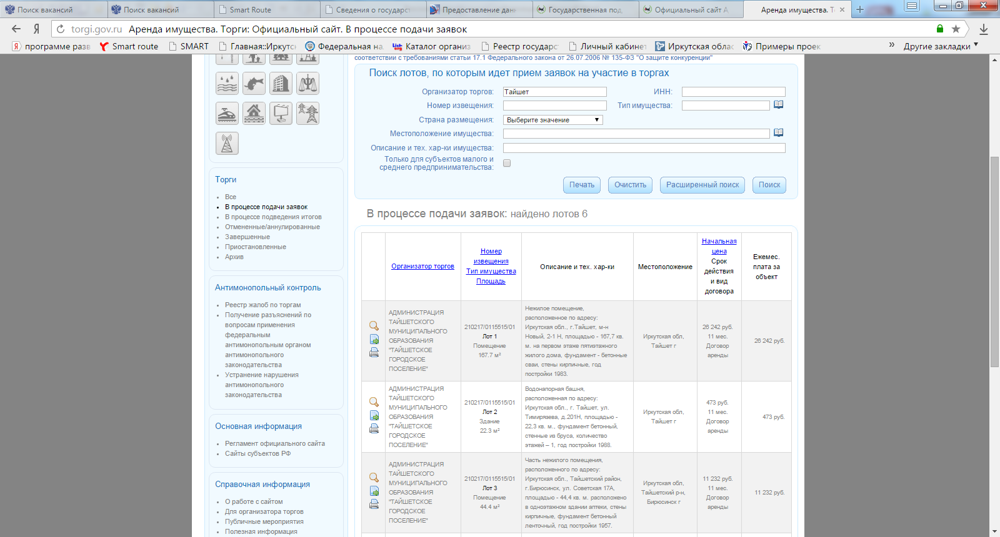 Поиск вакансий
Поиск вакансий
Smart Route
Сведения о государст
Предоставление дан
Государственная под
Официальный сайт А
Аренда имущества. Т
torgi.gov.ru Аренда имущества. Торги: Официальный сайт. В процессе подачи заявок
программе разв
Smart route
SMART
Главная::Иркутс
Федеральная на
Каталог организ
Реестр государс
Личный кабинет
Иркутская облас
Примеры проек
» Другие закладки
соответствии с требованиями статьи 17.1 Федерального закона от 26.07.2006 № 135-ФЗ "О защите конкуренции"
Поиск лотов, по которым идет прием заявок на участие в торгах
Организатор торгов: Тайшет ИНН:
Номер извещения: Тип имущества:
Страна размещения: Выберите значение
Местоположение имущества:
Описание и тех. хар-ки имущества:
Только для субъектов малого и
среднего предпринимательства:
Печать Очистить Расширенный поиск Поиск
Торги
Все
В процессе подачи заявок
В процессе подведения итогов
Отмененные/аннулированные
Завершенные
Приостановленные
Архив
Антимонопольный контроль
Реестр жалоб по торгам
Получение разъяснений по
вопросам применения
федеральным
антимонопольным органом
антимонопольного
законодательства
Устранение нарушения
антимонопольного
законодательства
Основная информация
Регламент официального сайта
Сайты субъектов РФ
Справочная информация
О работе с сайтом
Для организатора торгов
Публичные мероприятия
Полезная информация
В процессе подачи заявок: найдено лотов 6
Организатор торгов
Номер
извещения
Тип имущества
Площадь
Описание и тех. хар-ки
Местоположение
Начальная
цена
Срок
действия
и вид
договора
Ежемес.
плата за
объект
АДМИНИСТРАЦИЯ
ТАЙШЕТСКОГО
МУНИЦИПАЛЬНОГО
ОБРАЗОВАНИЯ
"ТАЙШЕТСКОЕ
ГОРОДСКОЕ
ПОСЕЛЕНИЕ"
210217/0115515/01
Лот 1
Помещение
167.7 м²
Нежилое помещение,
расположенное по адресу:
Иркутская обл., г.Тайшет, м-н
Новый, 2-1 Н, площадью - 167,7 кв.
м. на первом этаже пятиэтажного
жилого дома, фундамент - бетонные
сваи, стены кирпичные, год
постройки 1983.
Иркутская обл,
Тайшет г
26 242 руб.
11 мес.
Договор
аренды
26 242 руб.
АДМИНИСТРАЦИЯ
ТАЙШЕТСКОГО
МУНИЦИПАЛЬНОГО
ОБРАЗОВАНИЯ
"ТАЙШЕТСКОЕ
ГОРОДСКОЕ
ПОСЕЛЕНИЕ"
210217/0115515/01
Лот 2
Здание
22.3 м²
Водонапорная башня,
расположенная по адресу:
Иркутская обл., г. Тайшет, ул.
Тимирязева, д.201Н, площадью -
22,3 кв. м., фундамент бетонный,
стенные из бруса, количество
этажей – 1, год постройки 1988.
Иркутская обл,
Тайшет г
473 руб.
11 мес.
Договор
аренды
473 руб.
АДМИНИСТРАЦИЯ
ТАЙШЕТСКОГО
МУНИЦИПАЛЬНОГО
ОБРАЗОВАНИЯ
"ТАЙШЕТСКОЕ
ГОРОДСКОЕ
ПОСЕЛЕНИЕ"
210217/0115515/01
Лот 3
Помещение
44.4 м²
Часть нежилого помещения,
расположенного по адресу:
Иркутская обл., Тайшетский район,
г.Бирюсинск, ул. Советская 17А,
площадью - 44,4 кв. м. расположено
в одноэтажном здании аптеки, стены
кирпичные, фундамент бетонный
ленточный, год постройки 1957.
Иркутская обл,
Тайшетский р-н,
Бирюсинск г
11 232 руб.
11 мес.
Договор
аренды
11 232 руб.